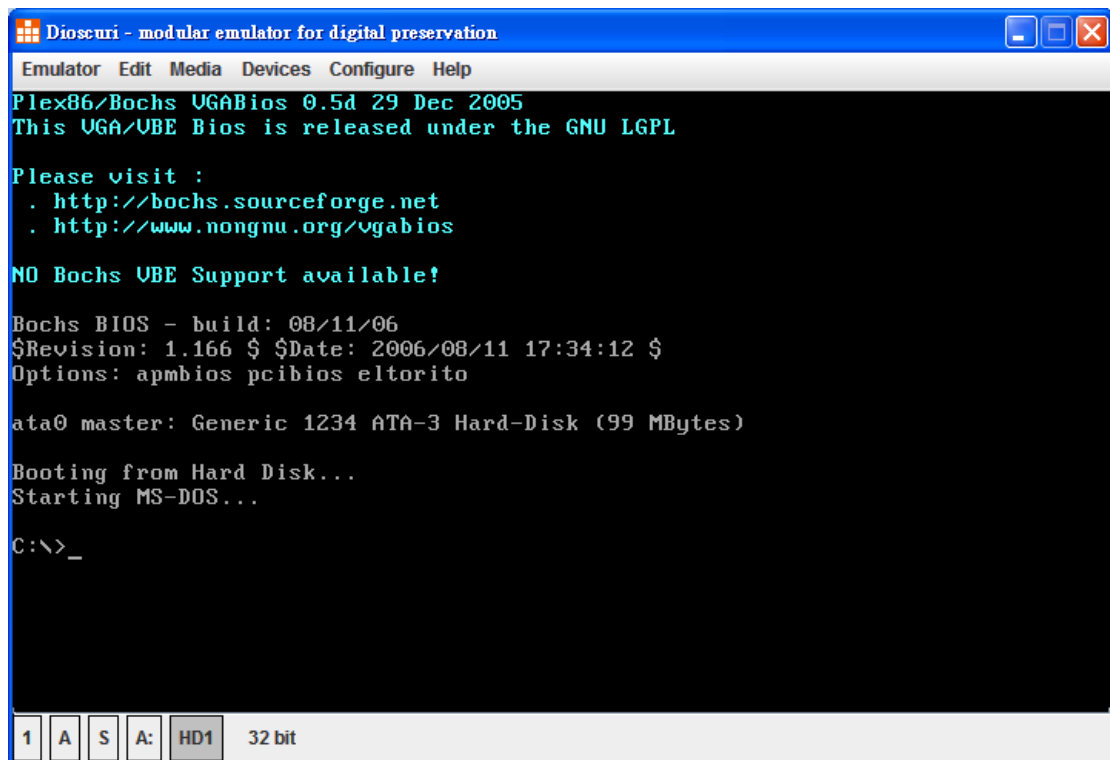 Dioscuri - modular emulator for digital preservation
Emulator Edit Media Devices Configure Help
Plex86/Bochs VGABios 0.5d 29 Dec 2005
This VGA/VBE Bios is released under the GNU LGPL
Please visit :
. http://bochs.sourceforge.net
. http://www.nongnu.org/vgabios
NO Bochs VBE Support available!
Bochs BIOS - build: 08/11/06
$Revision: 1.166 $ $Date: 2006/08/11 17:34:12 $
Options: apmbios pcibios eltorito
ata0 master: Generic 1234 ATA-3 Hard-Disk (99 MBytes)
Booting from Hard Disk...
Starting MS-DOS...
C:\>_
1 A S A: HD1 32 bit